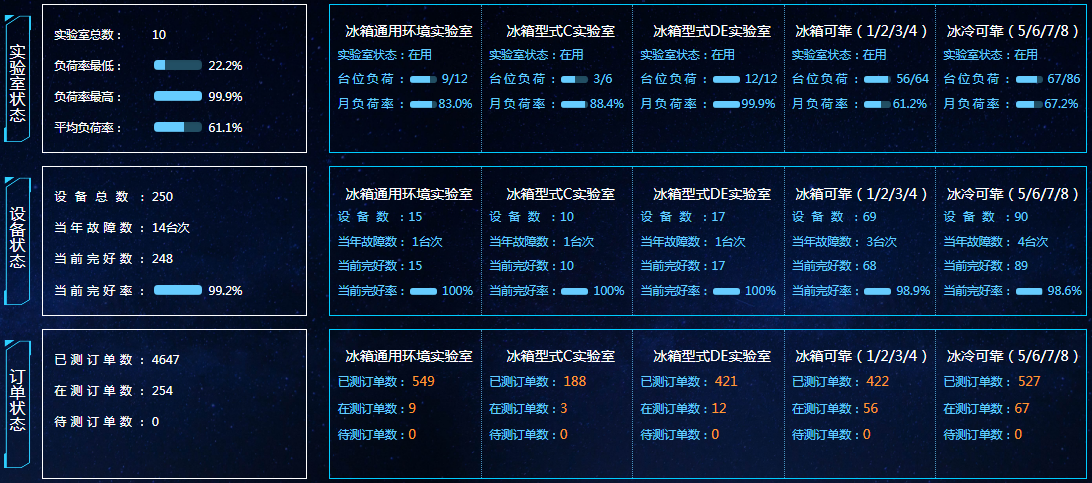 实验室状态
实验室总数： 10
负荷率最低： 22.2%
负荷率最高： 99.9%
平均负荷率： 61.1%
冰箱通用环境实验室
实验室状态：在用
台位负荷： 9/12
月负荷率： 83.0%
冰箱型式C实验室
实验室状态：在用
台位负荷： 3/6
月负荷率： 88.4%
冰箱型式DE实验室
实验室状态：在用
台位负荷： 12/12
月负荷率： 99.9%
冰箱可靠（1/2/3/4）
实验室状态：在用
台位负荷： 56/64
月负荷率： 61.2%
冰冷可靠（5/6/7/8）
实验室状态：在用
台位负荷： 67/86
月负荷率： 67.2%
设备状态
设备总数：250
当年故障数：14台次
当前完好数：248
当前完好率： 99.2%
冰箱通用环境实验室
设备数：15
当年故障数： 1台次
当前完好数：15
当前完好率： 100%
冰箱型式C实验室
设备数：10
当年故障数： 1台次
当前完好数：10
当前完好率： 100%
冰箱型式DE实验室
设备数：17
当年故障数： 1台次
当前完好数：17
当前完好率： 100%
冰箱可靠（1/2/3/4）
设备数：69
当年故障数： 3台次
当前完好数：68
当前完好率： 98.9%
冰冷可靠（5/6/7/8）
设备数：90
当年故障数： 4台次
当前完好数：89
当前完好率： 98.6%
订单状态
已测订单数：4647
在测订单数：254
待测订单数：0
冰箱通用环境实验室
已测订单数： 549
在测订单数：9
待测订单数：0
冰箱型式C实验室
已测订单数： 188
在测订单数：3
待测订单数：0
冰箱型式DE实验室
已测订单数： 421
在测订单数：12
待测订单数：0
冰箱可靠（1/2/3/4）
已测订单数： 422
在测订单数：56
待测订单数：0
冰冷可靠（5/6/7/8）
已测订单数： 527
在测订单数：67
待测订单数：0